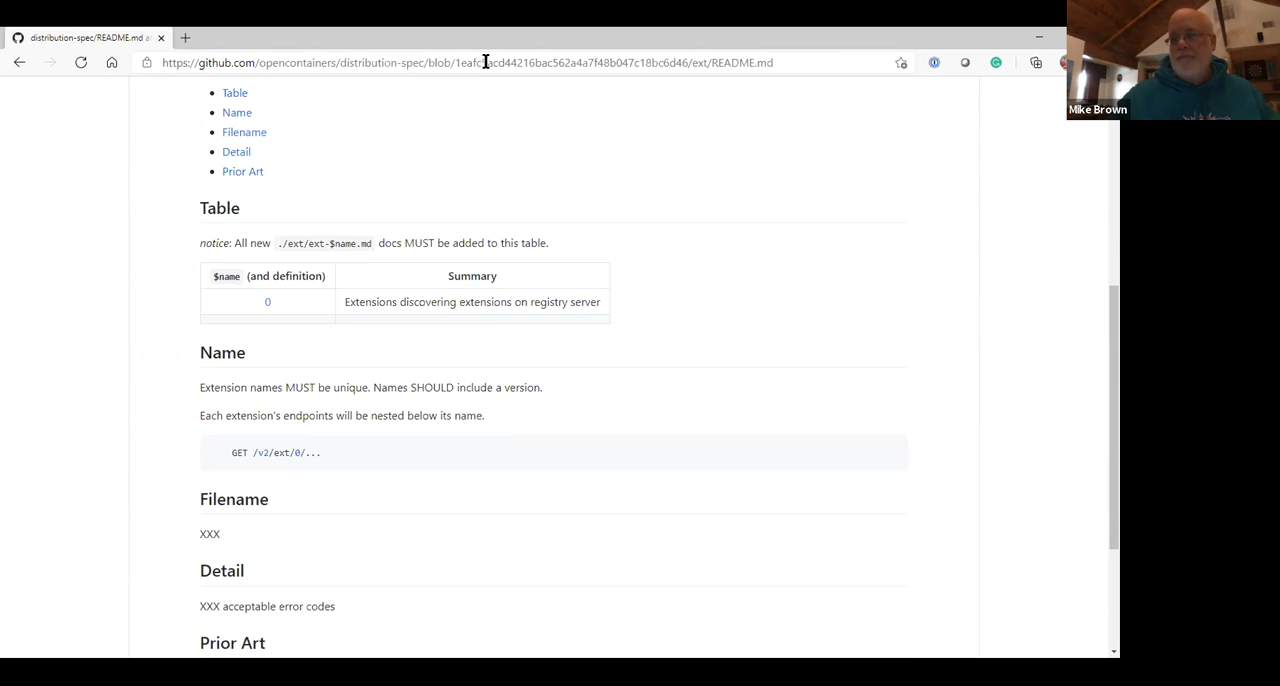 distribution-spec/README.md a
https://github.com/opencontainers/distribution-spec/blob/1eafc acd44216bac562a4a7f48b047c18bc6d46/ext/README.md
Mike Brown
Table
Name
Filename
Detail
Prior Art
Table
notice: All new ./ext/ext-$name.md docs MUST be added to this table.
$name (and definition) Summary
0 Extensions discovering extensions on registry server
Name
Extension names MUST be unique. Names SHOULD include a version.
Each extension's endpoints will be nested below its name.
GET /v2/ext/0/...
Filename
XXX
Detail
XXX acceptable error codes
Prior Art